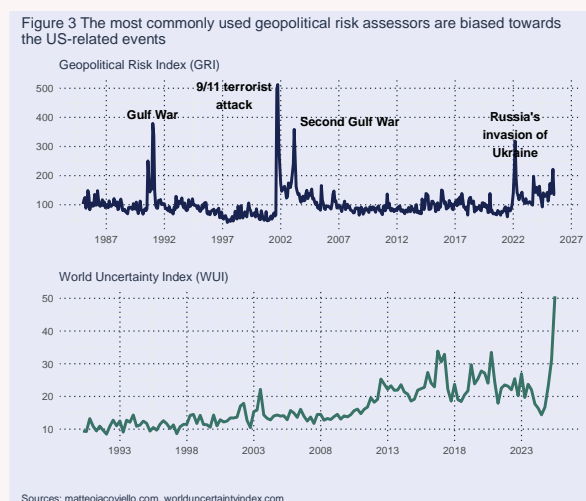 Figure 3 The most commonly used geopolitical risk assessors are biased towards
the US-related events
Geopolitical Risk Index (GRI)
500
400
300
200
100
Gulf War
9/11 terrorist
attack
Second Gulf War
Russia's
invasion of
Ukraine
1987 1992 1997 2002 2007 2012 2017 2022 2027
World Uncertainty Index (WUI)
50
40
30
20
10
1993 1998 2003 2008 2013 2018 2023
Sources: matteoiacoviello.com, worlduncertaintyindex.com